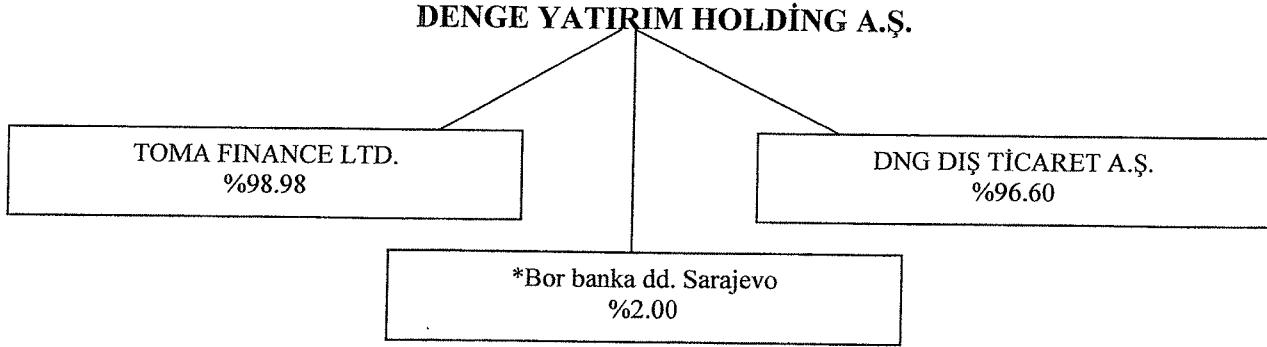 DENGE YATIRIM HOLDİNG A.Ş.
TOMA FINANCE LTD.
%98.98
DNG DIŞ TİCARET A.Ş.
%96.60
*Bor banka dd. Sarajevo
%2.00